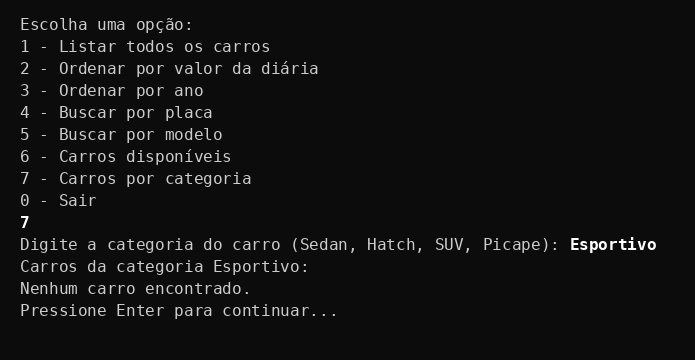 Escolha uma opção:
1 - Listar todos os carros
2 - Ordenar por valor da diária
3 - Ordenar por ano
4 - Buscar por placa
5 - Buscar por modelo
6 - Carros disponíveis
7 - Carros por categoria
0 - Sair
7
Digite a categoria do carro (Sedan, Hatch, SUV, Picape): Esportivo
Carros da categoria Esportivo:
Nenhum carro encontrado.
Pressione Enter para continuar...